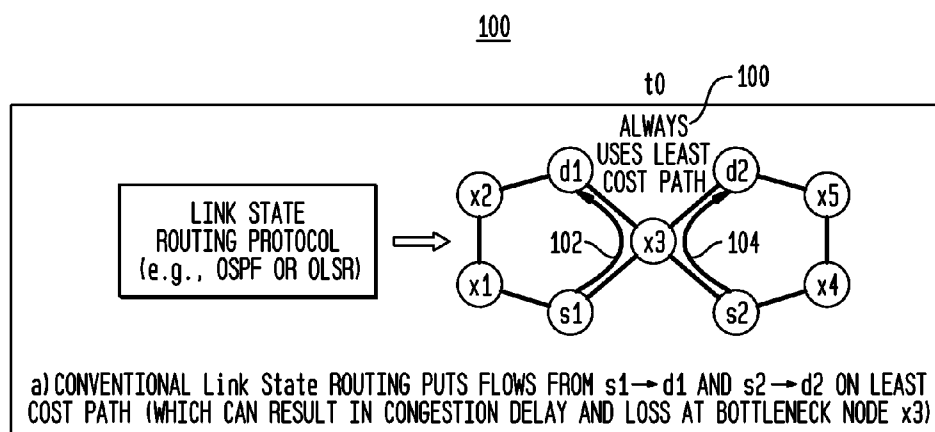 100
t0
100
ALWAYS
USES LEAST
COST PATH
d1
d2
x2
x5
LINK STATE
ROUTING PROTOCOL
(e.g., OSPF OR OLSR)
102
x3
104
x1
x4
s1
s2
a) CONVENTIONAL Link State ROUTING PUTS FLOWS FROM s1→d1 AND s2→d2 ON LEAST
COST PATH (WHICH CAN RESULT IN CONGESTION DELAY AND LOSS AT BOTTLENECK NODE x3)